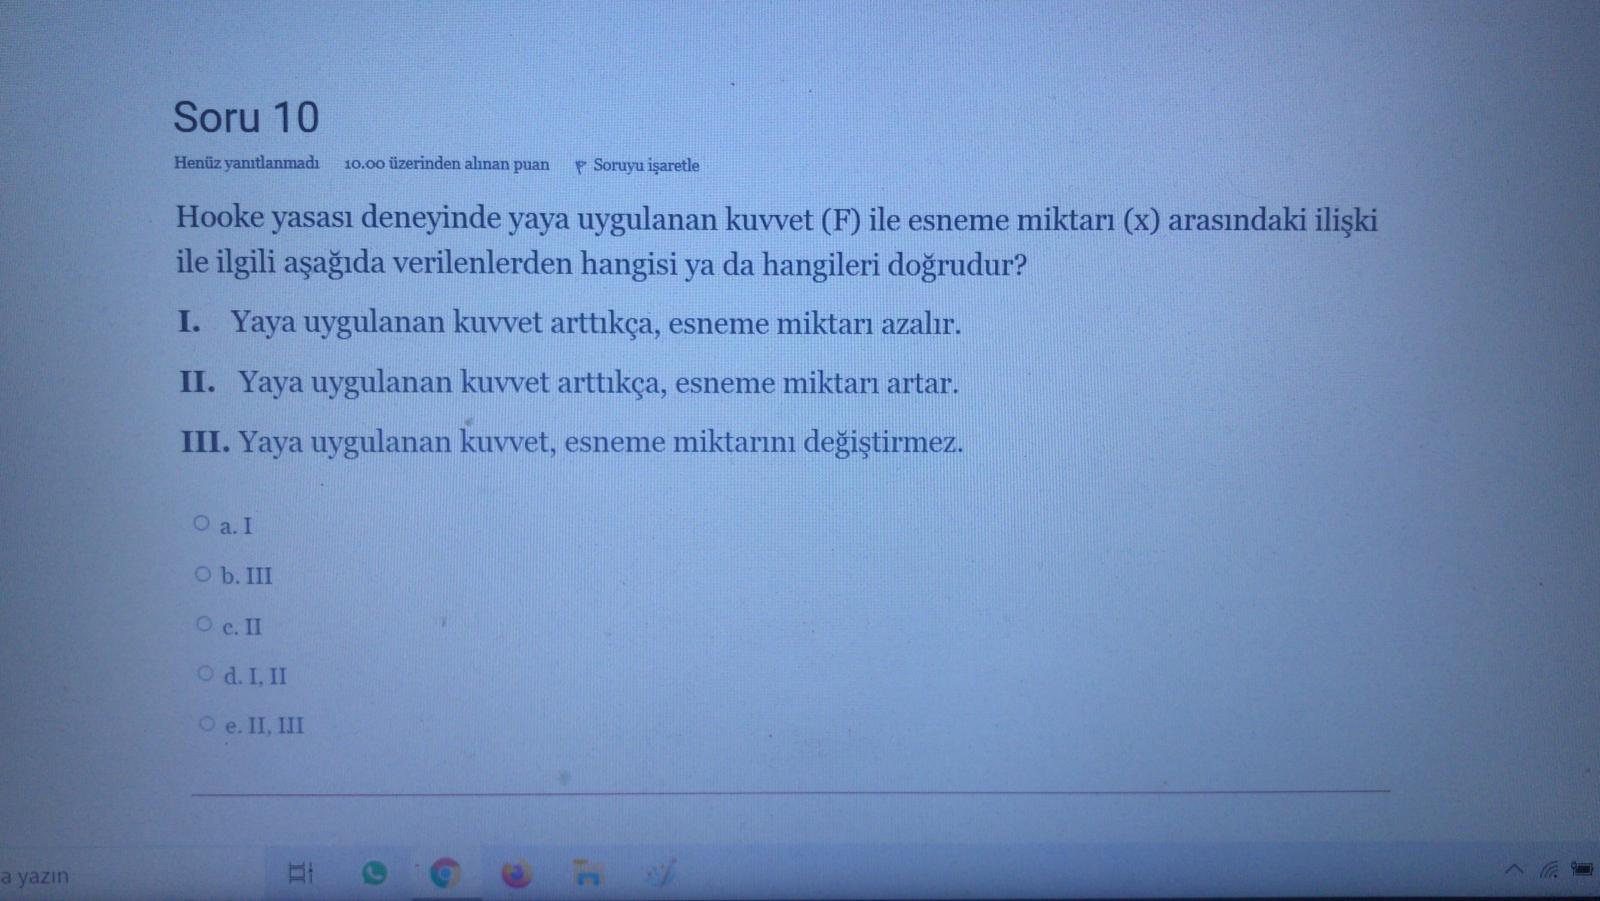 Soru 10
Henüz yanıtlanmadı 10.00 üzerinden alınan puan Soruyu işaretle
Hooke yasası deneyinde yaya uygulanan kuvvet (F) ile esneme miktarı (x) arasındaki ilişki
ile ilgili aşağıda verilenlerden hangisi ya da hangileri doğrudur?
I. Yaya uygulanan kuvvet arttıkça, esneme miktarı azalır.
II. Yaya uygulanan kuvvet arttıkça, esneme miktarı artar.
III. Yaya uygulanan kuvvet, esneme miktarını değiştirmez.
a. I
b. III
c. II
d. I, II
e. II, III
a yazın